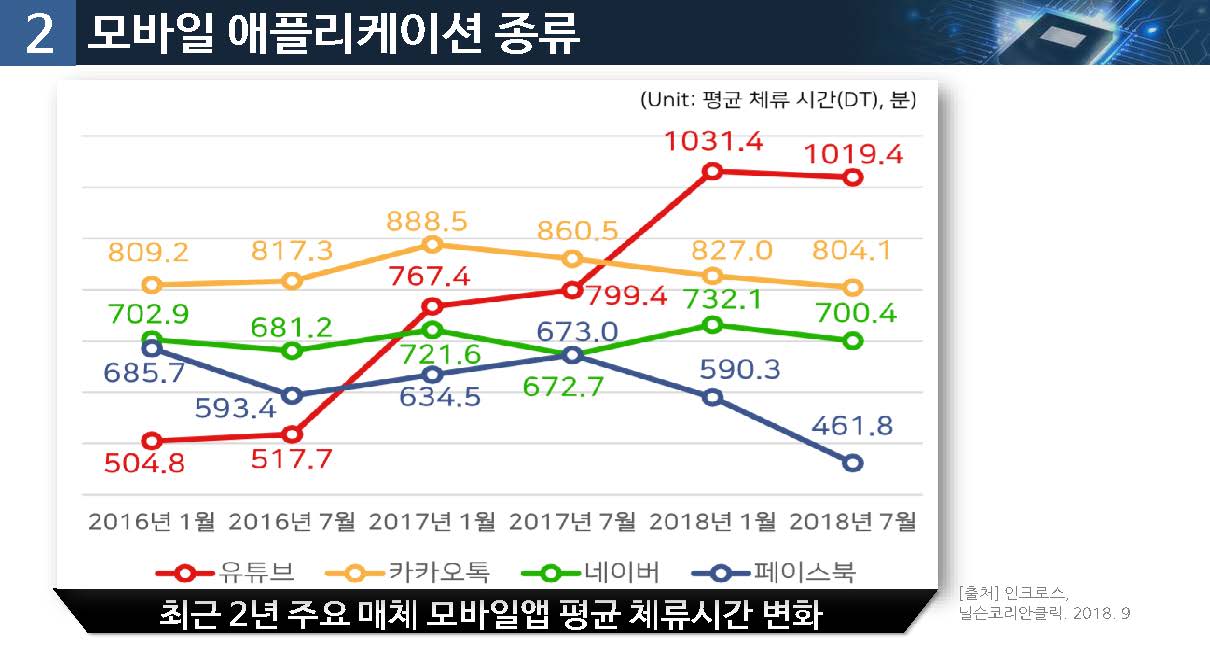 2 모바일 애플리케이션 종류
(Unit: 평균 체류 시간(DT), 분)
1031.4 1019.4
888.5 860.5
809.2 817.3 827.0 804.1
767.4 799.4
702.9 681.2 732.1 700.4
721.6 673.0
685.7 672.7
593.4 634.5 590.3
461.8
504.8 517.7
2016년 1월 2016년 7월 2017년 1월 2017년 7월 2018년 1월 2018년 7월
유튜브 카카오톡 네이버 페이스북
최근 2년 주요 매체 모바일앱 평균 체류시간 변화
[출처] 인크로스,
닐슨코리안클릭. 2018. 9